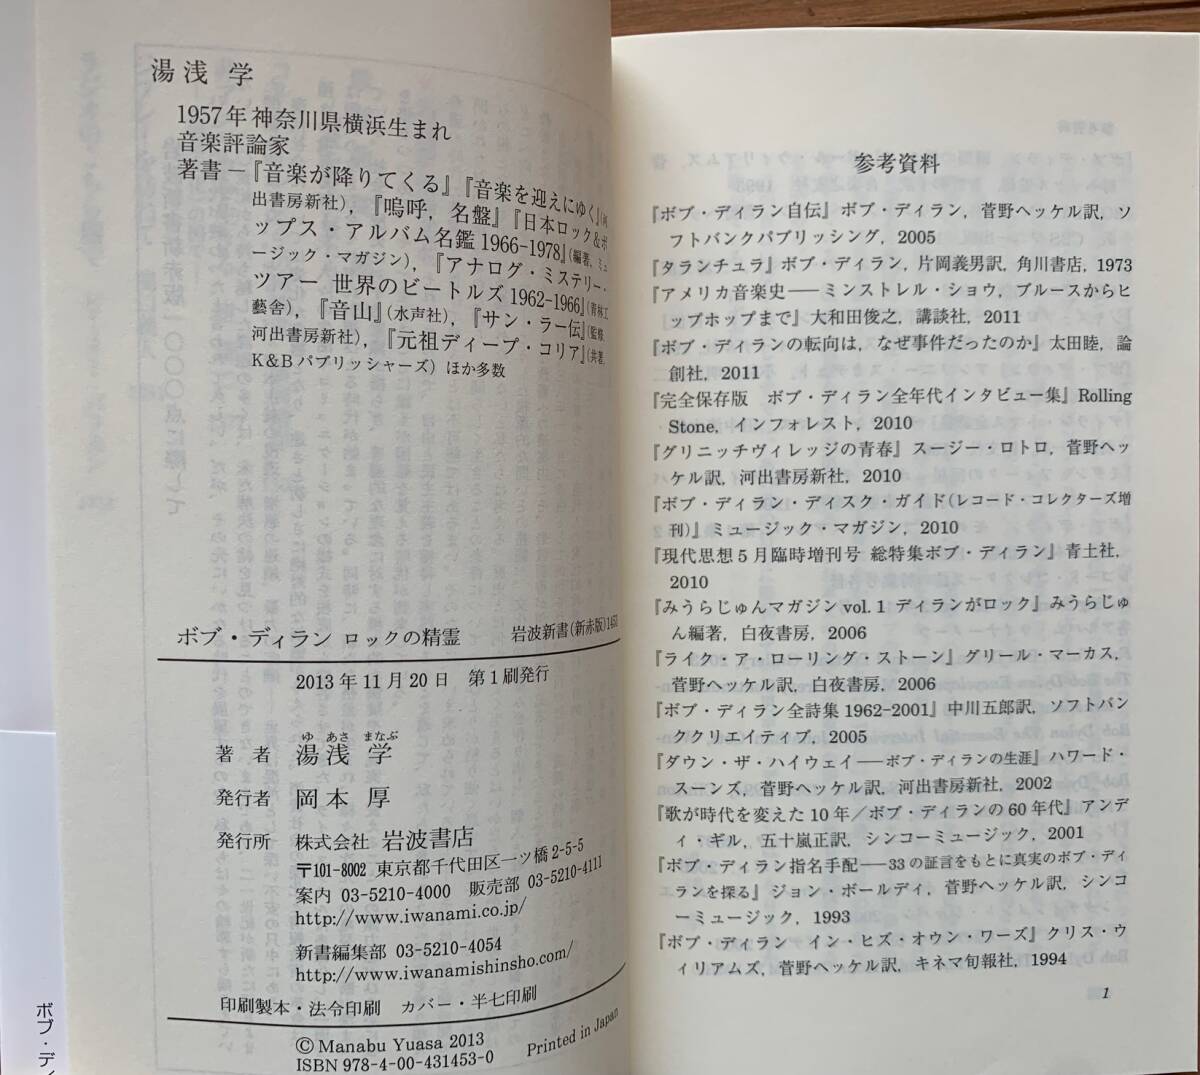 湯浅 学
1957年神奈川県横浜生まれ
音楽評論家
著書－『音楽が降りてくる』『音楽を迎えにゆく』(河
出書房新社),『嗚呼,名盤』『日本ロック&ポ
ップス・アルバム名鑑1966-1978』(編著, ミュ
ージック・マガジン),『アナログ・ミステリー・
ツアー 世界のビートルズ1962-1966』(青林工
藝舎),『音山』(水声社),『サン・ラー伝』(監修,
河出書房新社),『元祖ディープ・コリア』(共著,
K&Bパブリッシャーズ) ほか多数
ボブ・ディラン ロックの精霊 岩波新書(新赤版)
2013年11月20日 第1刷発行
ゆ あさ まなぶ
著 者 湯浅 学
発行者 岡本 厚
発行所 株式会社 岩波書店
〒101-8002 東京都千代田区一ツ橋2-5-5
案内 03-5210-4000 販売部 03-5210-4111
http://www.iwanami.co.jp/
新書編集部 03-5210-4054
http://www.iwanamishinsho.com/
印刷製本・法令印刷 カバー・半七印刷
© Manabu Yuasa 2013
ISBN 978-4-00-431453-0 Printed in Japan
参考資料
『ボブ・ディラン自伝』ボブ・ディラン, 菅野ヘッケル訳, ソ
フトバンクパブリッシング, 2005
『タランチュラ』ボブ・ディラン, 片岡義男訳, 角川書店, 1973
『アメリカ音楽史――ミンストレル・ショウ, ブルースからヒ
ップホップまで』大和田俊之, 講談社, 2011
『ボブ・ディランの転向は, なぜ事件だったのか』太田睦, 論
創社, 2011
『完全保存版 ボブ・ディラン全年代インタビュー集』Rolling
Stone, インフォレスト, 2010
『グリニッチヴィレッジの青春』スージー・ロトロ, 菅野ヘッ
ケル訳, 河出書房新社, 2010
『ボブ・ディラン・ディスク・ガイド(レコード・コレクターズ増
刊)』ミュージック・マガジン, 2010
『現代思想5月臨時増刊号 総特集ボブ・ディラン』青土社,
2010
『みうらじゅんマガジン vol. 1 ディランがロック』みうらじゅ
ん編著, 白夜書房, 2006
『ライク・ア・ローリング・ストーン』グリール・マーカス,
菅野ヘッケル訳, 白夜書房, 2006
『ボブ・ディラン全詩集1962-2001』中川五郎訳, ソフトバン
ククリエイティブ, 2005
『ダウン・ザ・ハイウェイ――ボブ・ディランの生涯』ハワード・
スーンズ, 菅野ヘッケル訳, 河出書房新社, 2002
『歌が時代を変えた10年／ボブ・ディランの60年代』アンデ
ィ・ギル, 五十嵐正訳, シンコーミュージック, 2001
『ボブ・ディラン指名手配――33の証言をもとに真実のボブ・ディ
ランを探る』ジョン・ボールディ, 菅野ヘッケル訳, シンコ
ーミュージック, 1993
『ボブ・ディラン イン・ヒズ・オウン・ワーズ』クリス・ウ
ィリアムズ, 菅野ヘッケル訳, キネマ旬報社, 1994
1
ボブ・ディ